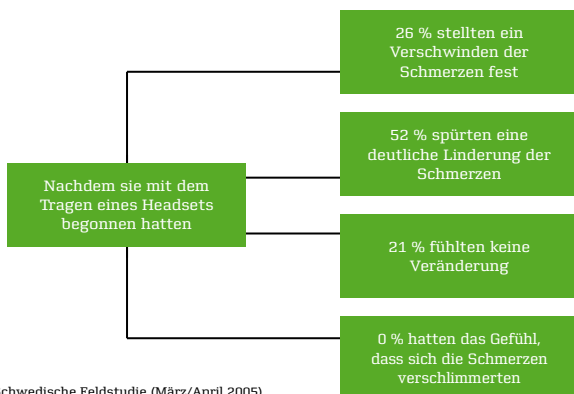 26 % stellten ein
Verschwinden der
Schmerzen fest
52 % spürten eine
deutliche Linderung der
Schmerzen
Nachdem sie mit dem
Tragen eines Headsets
begonnen hatten
21 % fühlten keine
Veränderung
0 % hatten das Gefühl,
dass sich die Schmerzen
verschlimmerten
chwedische Feldstudie (März/April 2005)